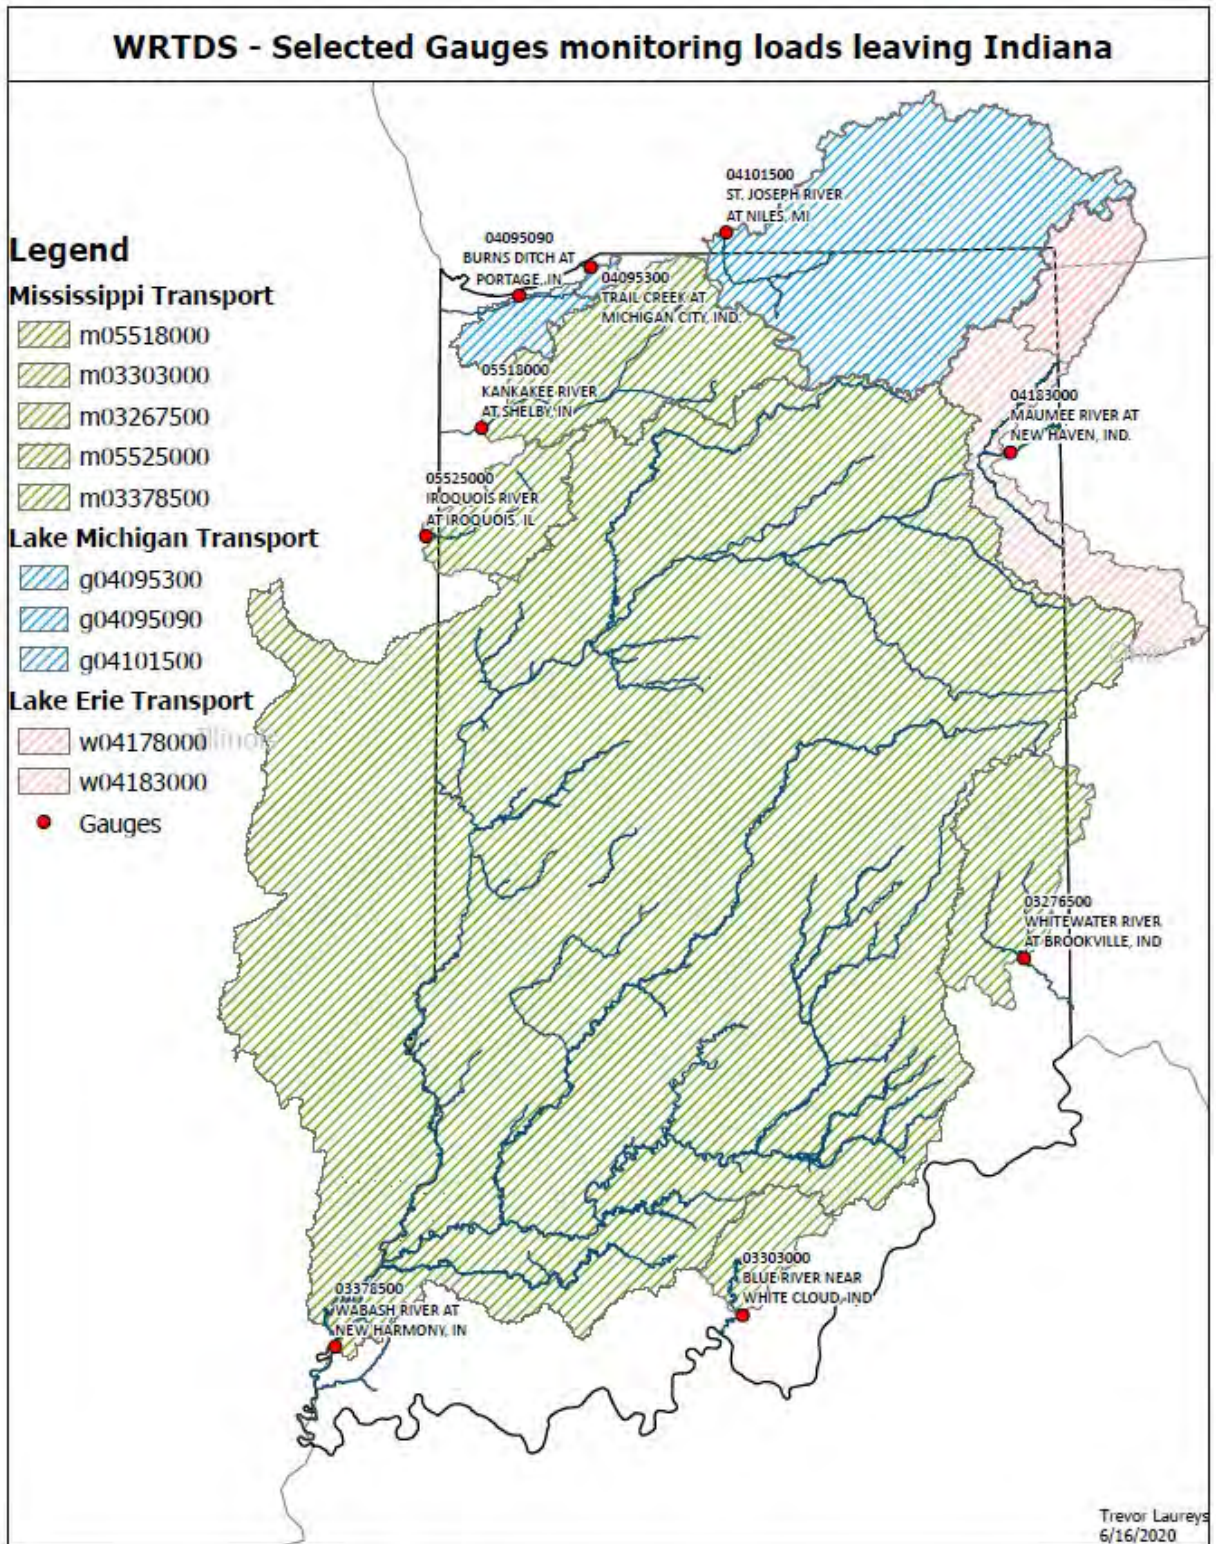 WRTDS - Selected Gauges monitoring loads leaving Indiana
04101500
ST. JOSEPH RIVER
AT NILES, MI
04095090
BURNS DITCH AT
PORTAGE, IN
04095300
TRAIL CREEK AT
MICHIGAN CITY, IND.
05518000
KANKAKEE RIVER
AT SHELBY, IN
04183000
MAUMEE RIVER AT
NEW HAVEN, IND.
05525000
IROQUOIS RIVER
AT IROQUOIS, IL
Legend
Mississippi Transport
m05518000
m03303000
m03267500
m05525000
m03378500
Lake Michigan Transport
g04095300
g04095090
g04101500
Lake Erie Transport
w04178000
w04183000
Gauges
Illinois
Ohio
03276500
WHITEWATER RIVER
AT BROOKVILLE, IND
03303000
BLUE RIVER NEAR
WHITE CLOUD, IND
03378500
WABASH RIVER AT
NEW HARMONY, IN
Trevor Laureys
6/16/2020